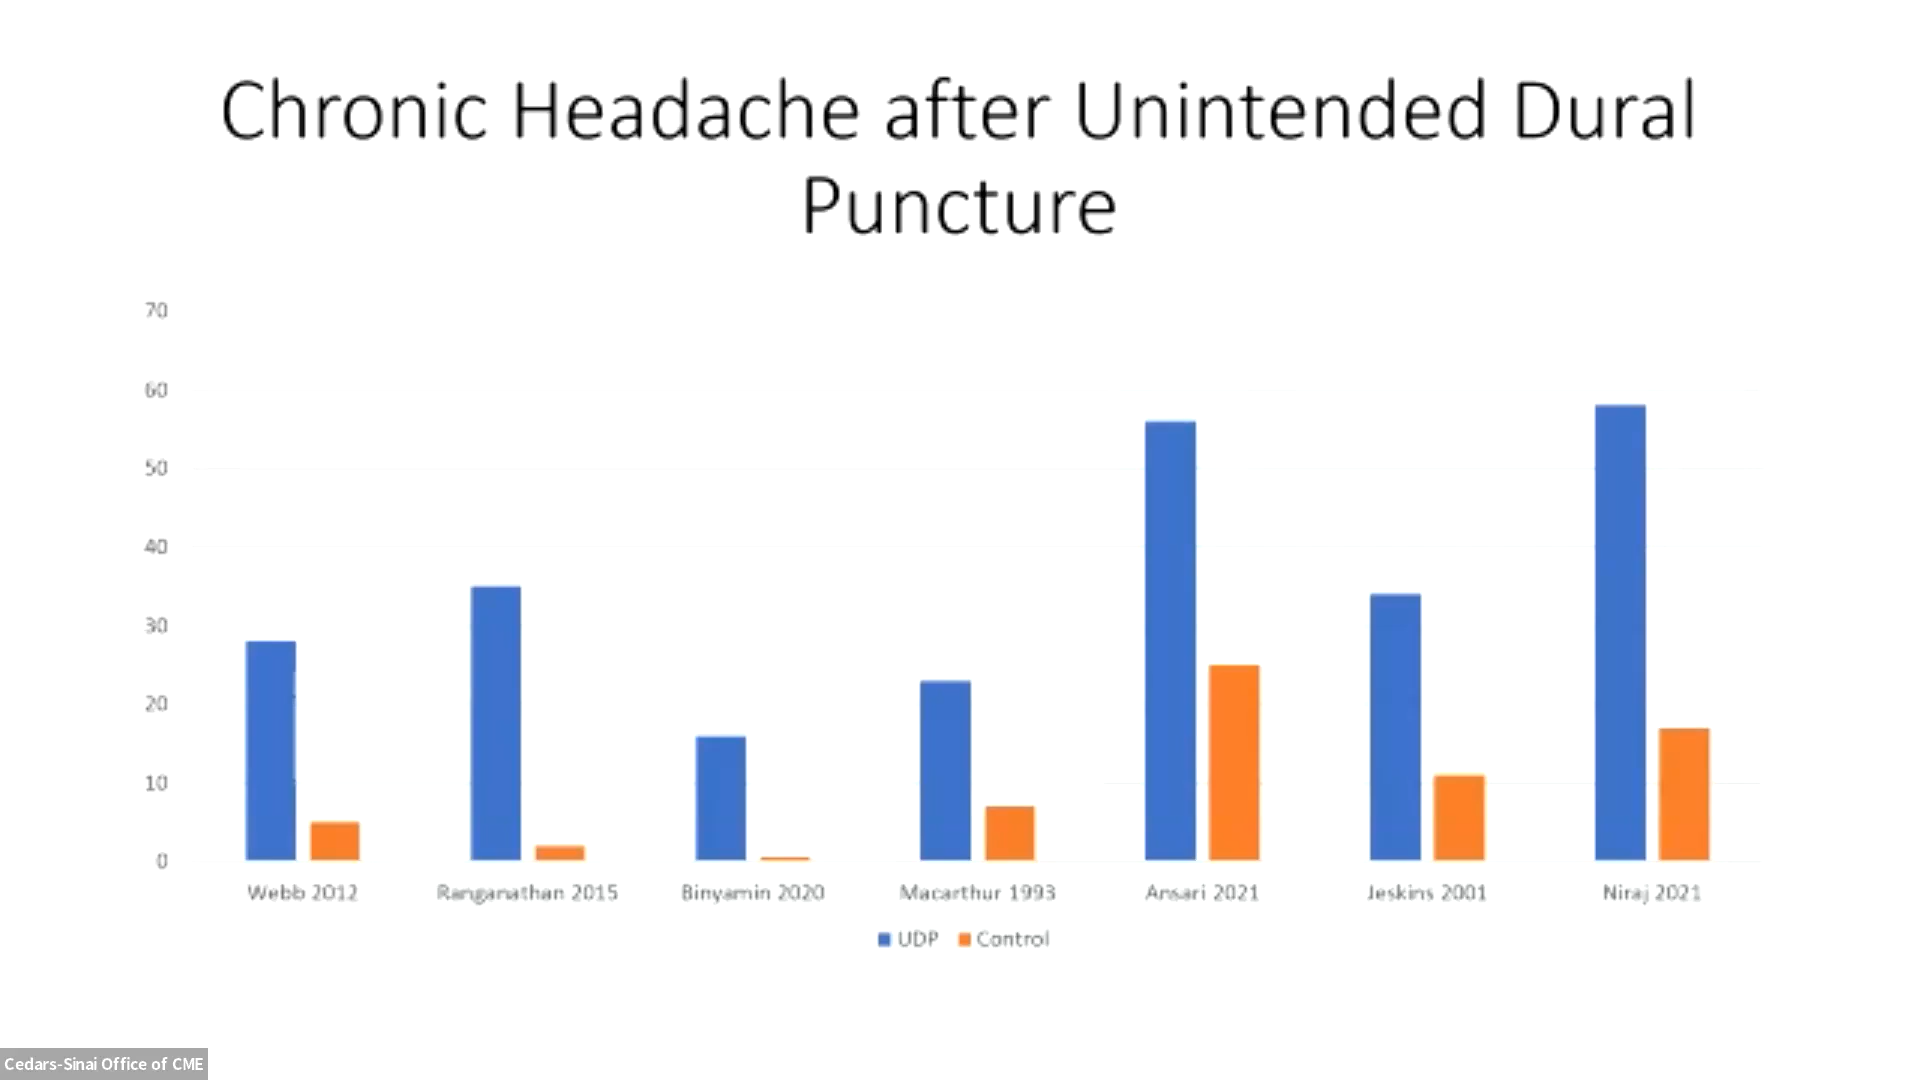 Chronic Headache after Unintended Dural
Puncture
70
60
50
40
30
20
10
0
Webb 2012
Ranganathan 2015
Binyamin 2020
Macarthur 1993
Ansari 2021
Jeskins 2001
Niraj 2021
UDP
Control
Cedars-Sinai Office of CME